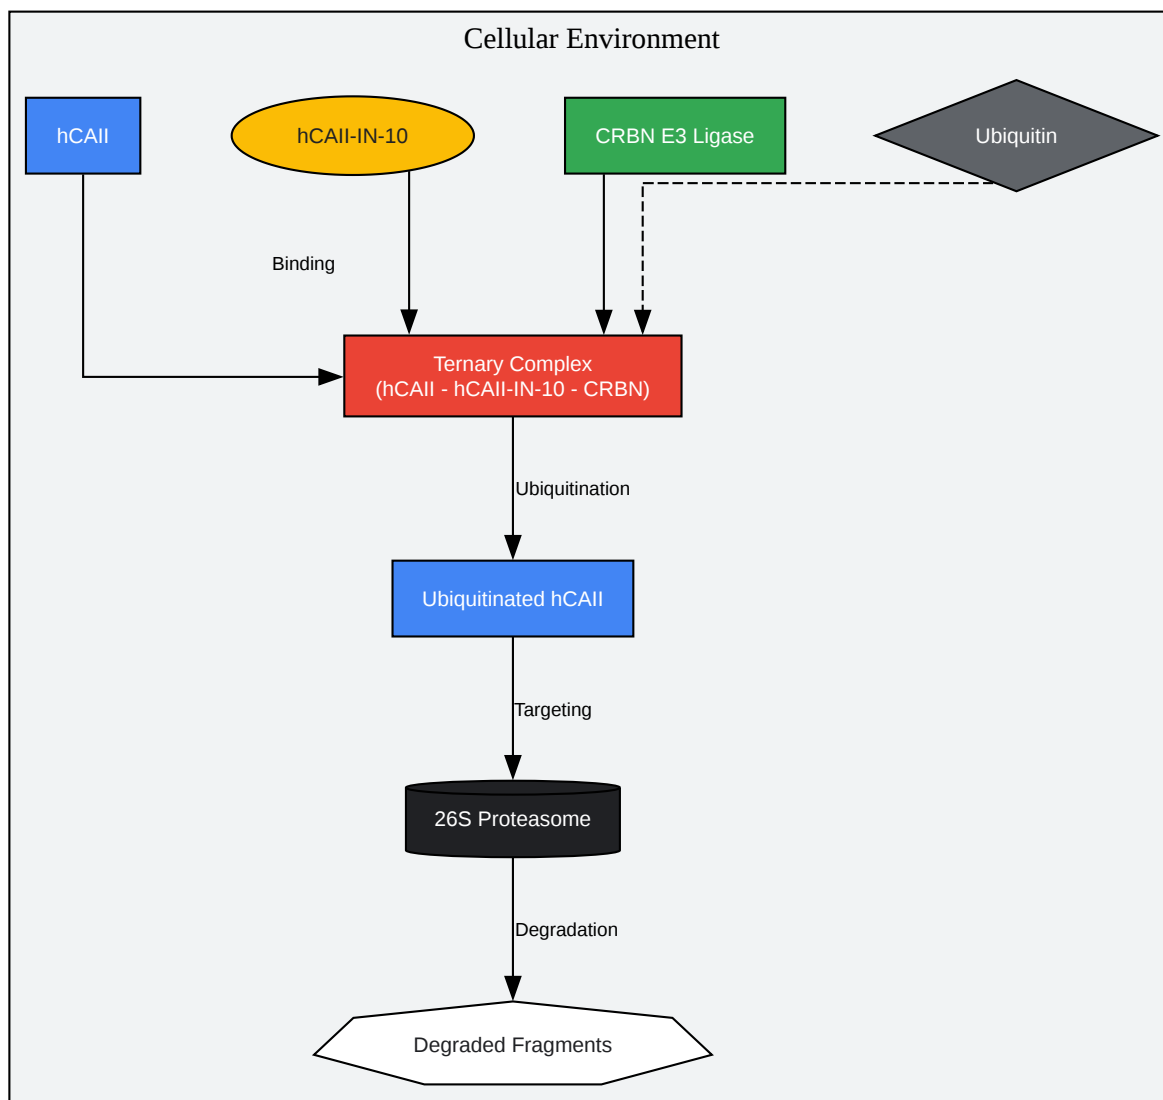 Cellular Environment
hCAII
hCAII-IN-10
CRBN E3 Ligase
Ubiquitin
Binding
Ternary Complex
(hCAII - hCAII-IN-10 - CRBN)
Ubiquitination
Ubiquitinated hCAII
Targeting
26S Proteasome
Degradation
Degraded Fragments